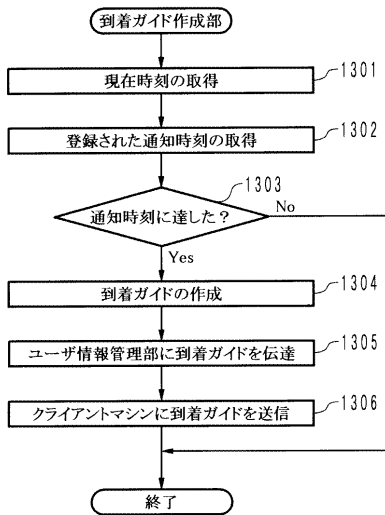 到着ガイド作成部
現在時刻の取得
1301
登録された通知時刻の取得
1302
1303
通知時刻に達した？
No
Yes
到着ガイドの作成
1304
ユーザ情報管理部に到着ガイドを伝達
1305
クライアントマシンに到着ガイドを送信
1306
終了